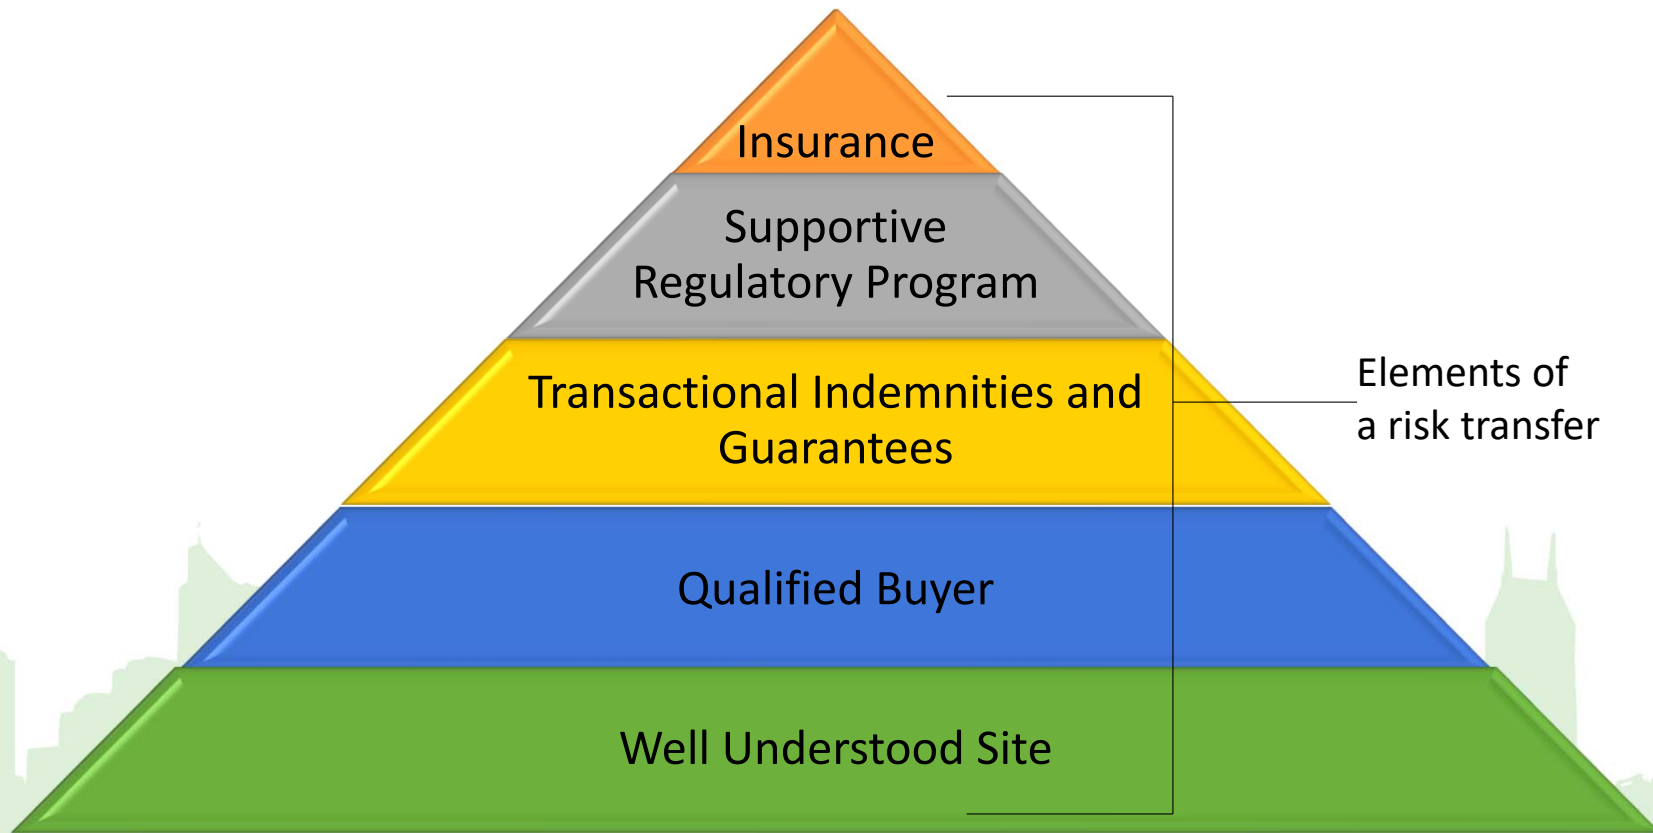 Insurance
Supportive
Regulatory Program
Transactional Indemnities and
Guarantees
Elements of
a risk transfer
Qualified Buyer
Well Understood Site